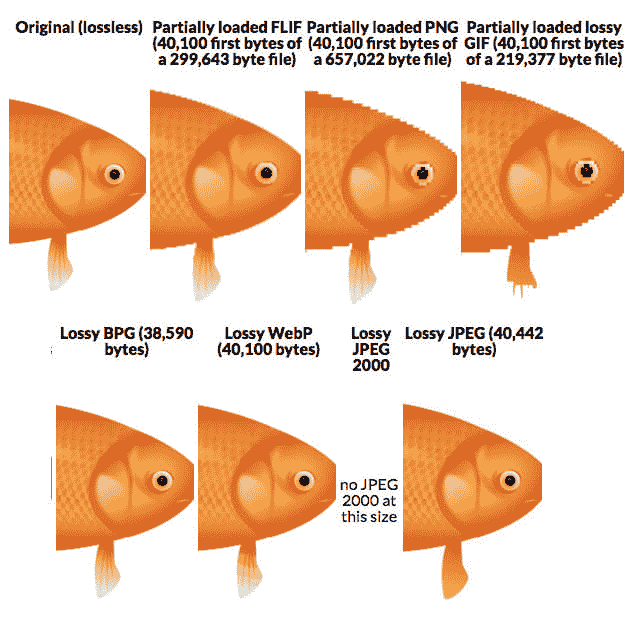 Original (lossless)
Partially loaded FLIF
(40,100 first bytes of
a 299,643 byte file)
Partially loaded PNG
(40,100 first bytes of
a 657,022 byte file)
Partially loaded lossy
GIF (40,100 first bytes
of a 219,377 byte file)
Lossy BPG (38,590
bytes)
Lossy WebP
(40,100 bytes)
Lossy
JPEG
2000
Lossy JPEG (40,442
bytes)
no JPEG
2000 at
this size